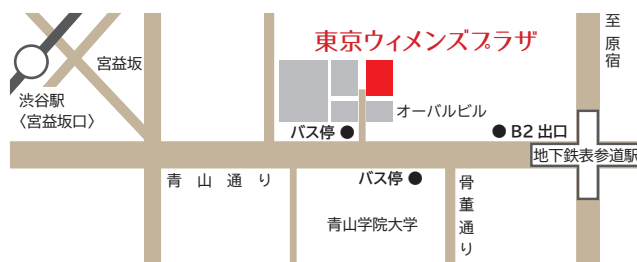 東京ウィメンズプラザ
至原宿
宮益坂
渋谷駅
〈宮益坂口〉
オーバルビル
バス停
B2 出口
地下鉄表参道駅
青山通り
バス停
骨董通り
青山学院大学